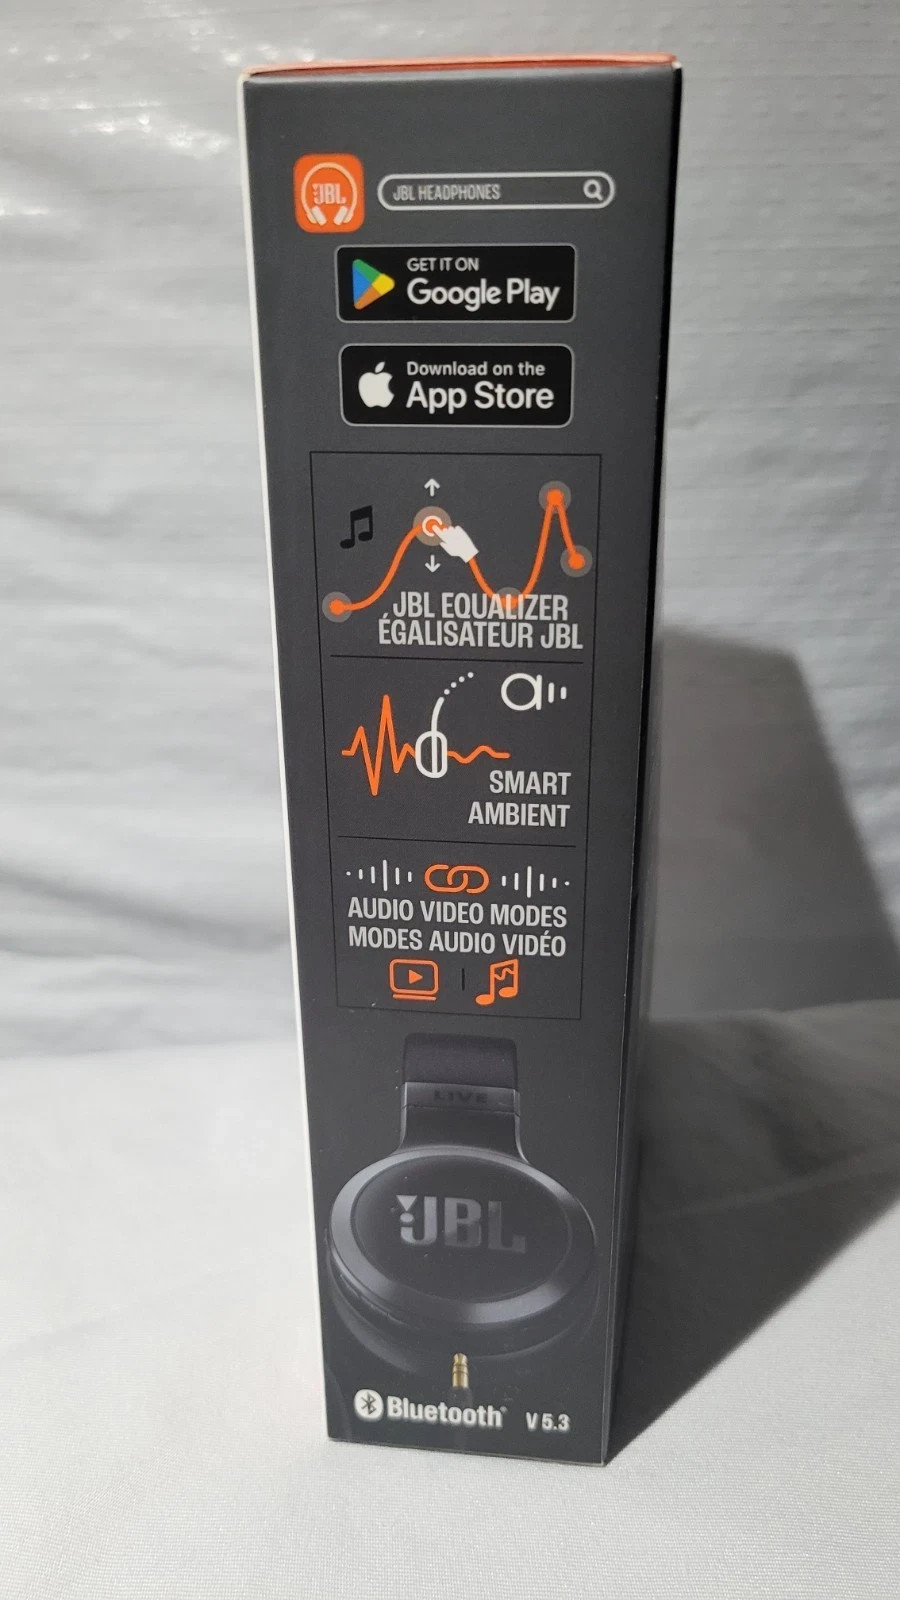 JBL
JBL HEADPHONES
GET IT ON
Google Play
Download on the
App Store
JBL EQUALIZER
ÉGALISATEUR JBL
SMART
AMBIENT
AUDIO VIDEO MODES
MODES AUDIO VIDÉO
LIVE
JBL
Bluetooth® V 5.3